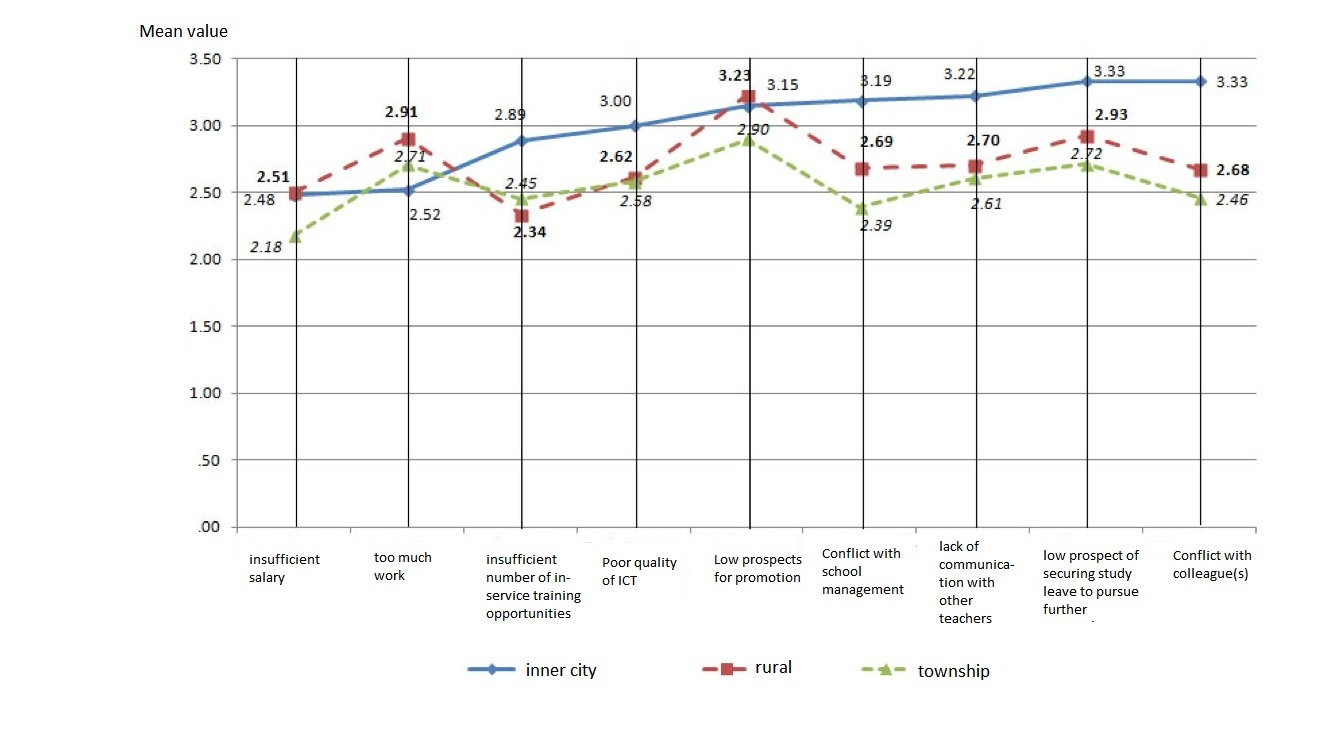 Mean value
3.50
3.00
2.50
2.00
1.50
1.00
.50
.00
2.51
2.48
2.18
2.91
2.71
2.52
2.89
2.45
2.34
3.00
2.62
2.58
3.23
3.15
2.90
3.19
2.69
2.39
3.22
2.70
2.61
3.33
2.93
2.72
3.33
2.68
2.46
insufficient
salary
too much
work
insufficient
number of in-
service training
opportunities
Poor quality
of ICT
Low prospects
for promotion
Conflict with
school
management
lack of
communica-
tion with
other
teachers
low prospect of
securing study
leave to pursue
further
Conflict with
colleague(s)
inner city
rural
township